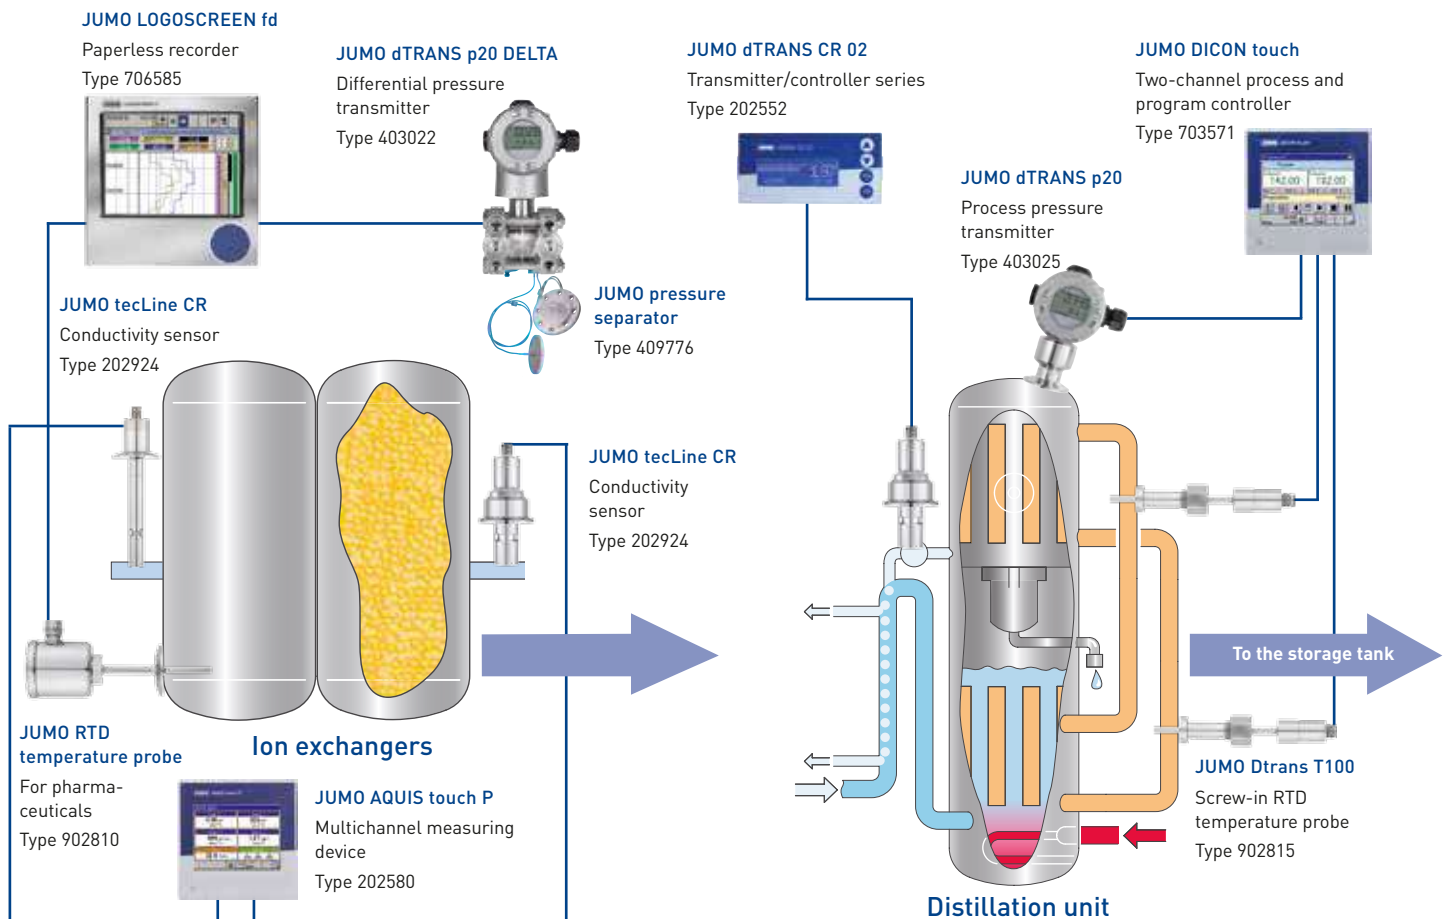 JUMO LOGOSCREEN fd
Paperless recorder
Type 706585
JUMO dTRANS p20 DELTA
Differential pressure
transmitter
Type 403022
JUMO dTRANS CR 02
Transmitter/controller series
Type 202552
JUMO DICON touch
Two-channel process and
program controller
Type 703571
JUMO dTRANS p20
Process pressure
transmitter
Type 403025
JUMO tecLine CR
Conductivity sensor
Type 202924
JUMO pressure
separator
Type 409776
JUMO tecLine CR
Conductivity
sensor
Type 202924
To the storage tank
JUMO RTD
temperature probe
For pharma-
ceuticals
Type 902810
Ion exchangers
JUMO AQUIS touch P
Multichannel measuring
device
Type 202580
JUMO Dtrans T100
Screw-in RTD
temperature probe
Type 902815
Distillation unit